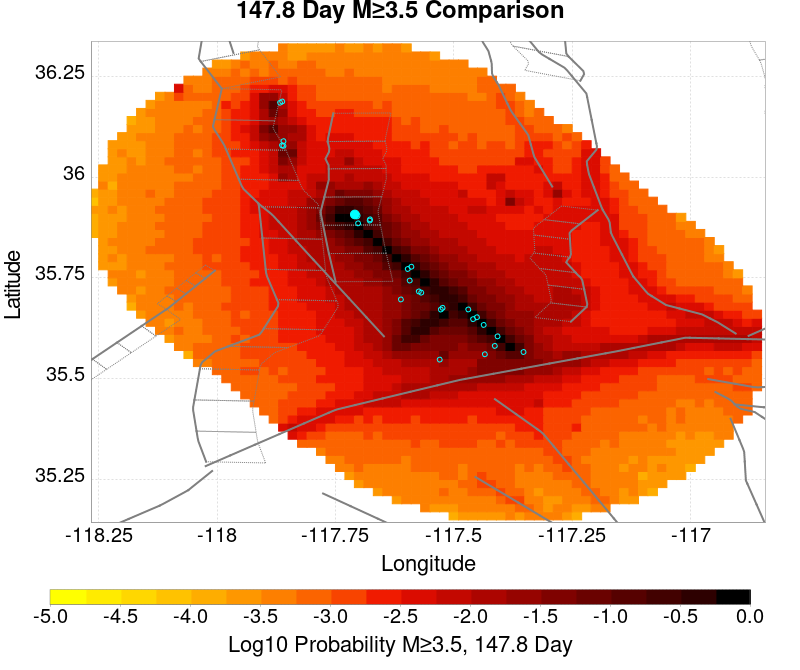 147.8 Day M≥3.5 Comparison
36.25
36
35.75
35.5
35.25
Latitude
-118.25 -118 -117.75 -117.5 -117.25 -117
Longitude
-5.0 -4.5 -4.0 -3.5 -3.0 -2.5 -2.0 -1.5 -1.0 -0.5 0.0
Log10 Probability M≥3.5, 147.8 Day